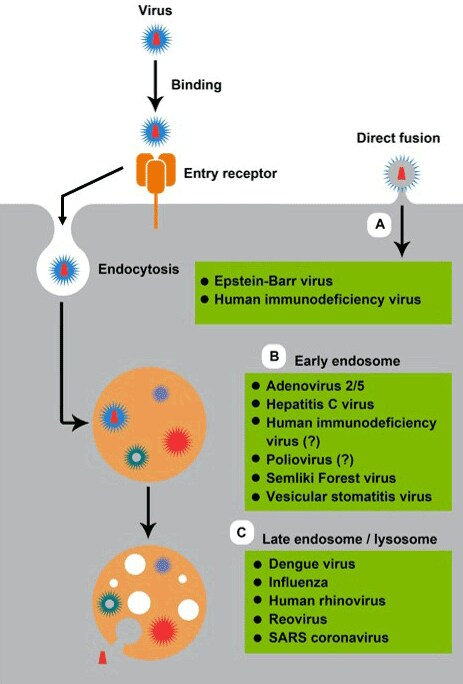 Virus
Binding
Direct fusion
Entry receptor
A
Endocytosis
Epstein-Barr virus
Human immunodeficiency virus
B
Early endosome
Adenovirus 2/5
Hepatitis C virus
Human immunodeficiency
virus (?)
Poliovirus (?)
Semliki Forest virus
Vesicular stomatitis virus
C
Late endosome / lysosome
Dengue virus
Influenza
Human rhinovirus
Reovirus
SARS coronavirus